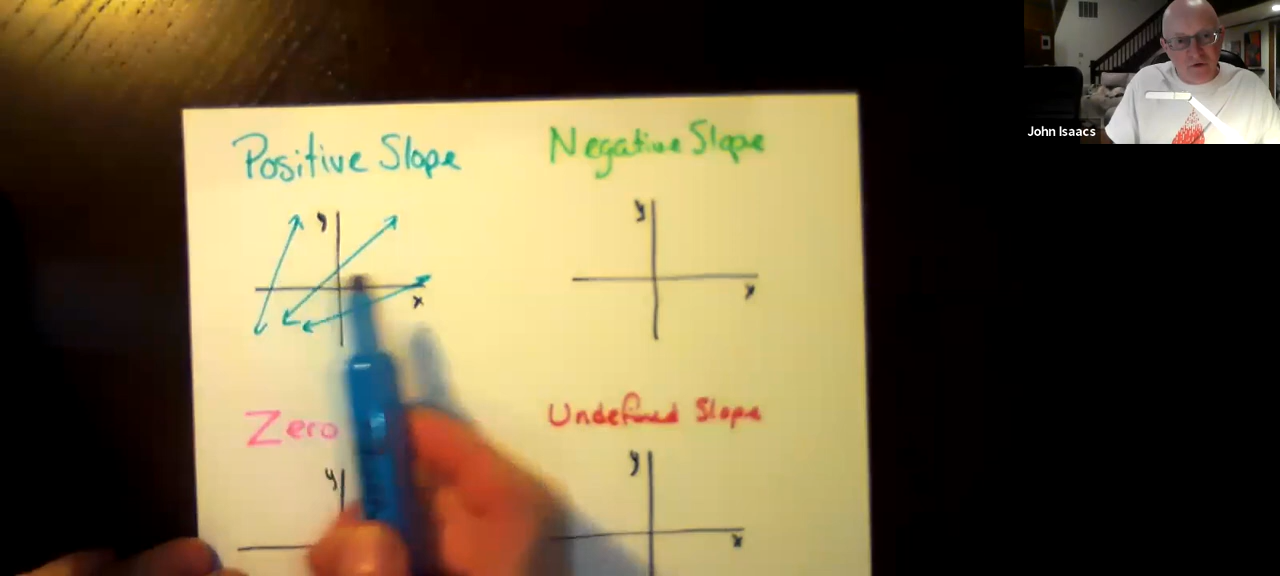 Positive Slope
Negative Slope
y
x
y
x
Zero
Undefined Slope
y
y
x
John Isaacs